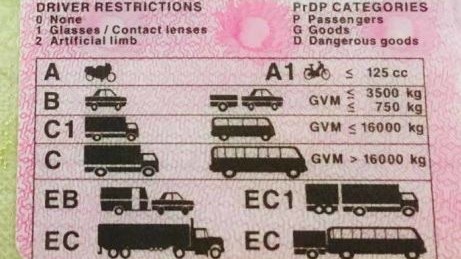 DRIVER RESTRICTIONS
0 None
1 Glasses / Contact lenses
2 Artificial limb
PrDP CATEGORIES
P Passengers
G Goods
D Dangerous goods
A A1 ≤ 125 cc
B GVM ≤ 3500 kg
≤ 750 kg
C1 GVM ≤ 16000 kg
C GVM > 16000 kg
EB EC1
EC EC